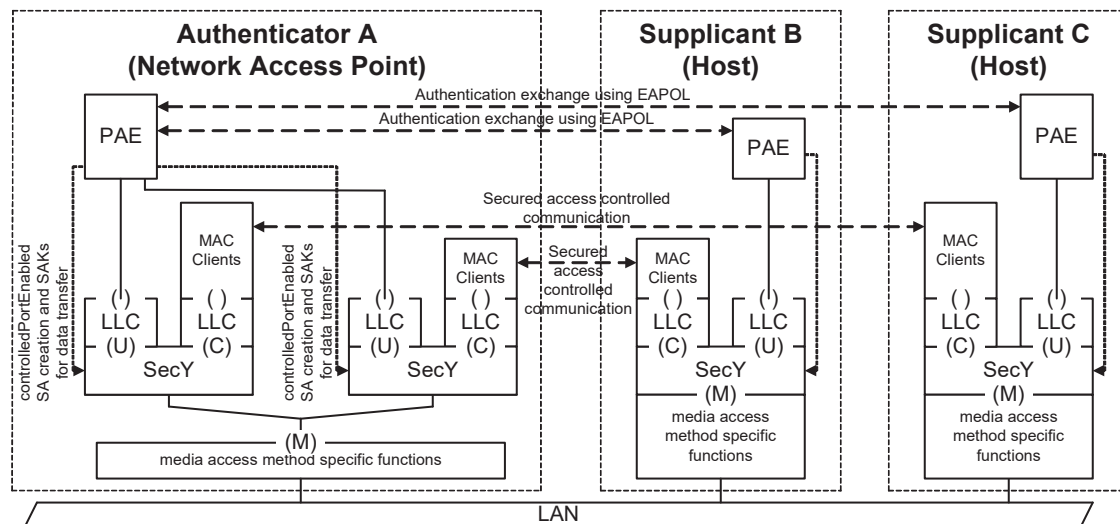 Authenticator A
(Network Access Point)
Supplicant B
(Host)
Supplicant C
(Host)
Authentication exchange using EAPOL
Authentication exchange using EAPOL
PAE
PAE
PAE
Secured access controlled
communication
Secured
access
controlled
communication
controlledPortEnabled
SA creation and SAKs
for data transfer
controlledPortEnabled
SA creation and SAKs
for data transfer
MAC
Clients
MAC
Clients
MAC
Clients
MAC
Clients
( )
LLC
(U)
( )
LLC
(C)
SecY
( )
LLC
(U)
( )
LLC
(C)
SecY
( )
LLC
(C)
( )
LLC
(U)
SecY
( )
LLC
(C)
( )
LLC
(U)
SecY
(M)
media access method specific functions
(M)
media access
method specific
functions
(M)
media access
method specific
functions
LAN